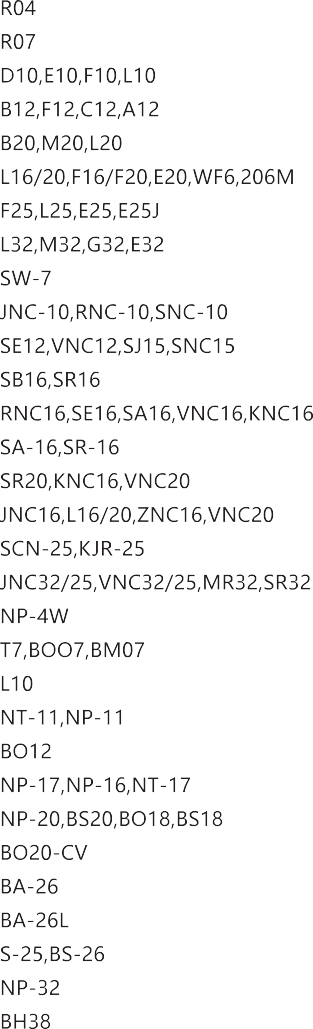 R04
R07
D10,E10,F10,L10
B12,F12,C12,A12
B20,M20,L20
L16/20,F16/F20,E20,WF6,206M
F25,L25,E25,E25J
L32,M32,G32,E32
SW-7
JNC-10,RNC-10,SNC-10
SE12,VNC12,SJ15,SNC15
SB16,SR16
RNC16,SE16,SA16,VNC16,KNC16
SA-16,SR-16
SR20,KNC16,VNC20
JNC16,L16/20,ZNC16,VNC20
SCN-25,KJR-25
JNC32/25,VNC32/25,MR32,SR32
NP-4W
T7,BOO7,BM07
L10
NT-11,NP-11
BO12
NP-17,NP-16,NT-17
NP-20,BS20,BO18,BS18
BO20-CV
BA-26
BA-26L
S-25,BS-26
NP-32
BH38